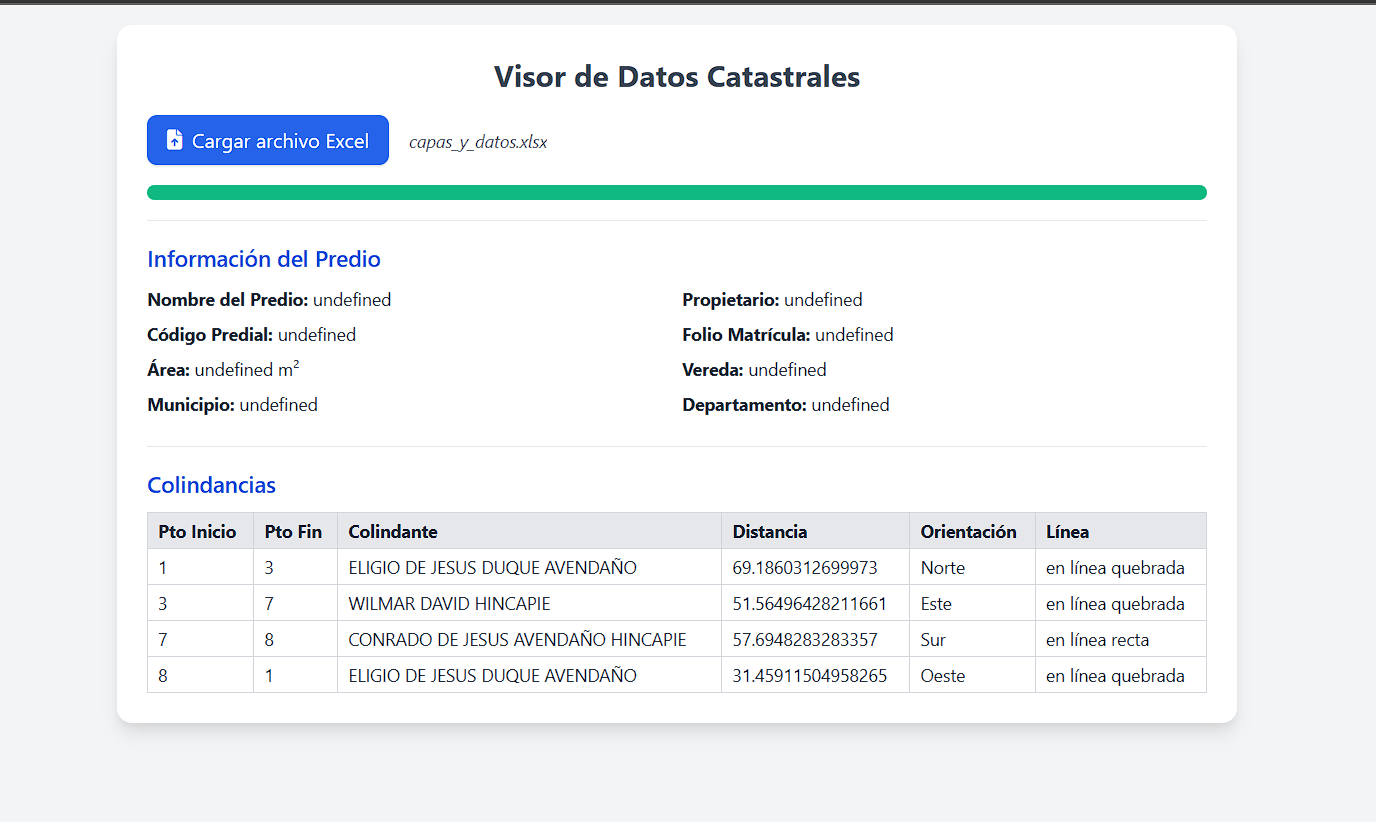 Visor de Datos Catastrales
Cargar archivo Excel capas_y_datos.xlsx
Información del Predio
Nombre del Predio: undefined Propietario: undefined
Código Predial: undefined Folio Matrícula: undefined
Área: undefined m² Vereda: undefined
Municipio: undefined Departamento: undefined
Colindancias
Pto Inicio Pto Fin Colindante Distancia Orientación Línea
1 3 ELIGIO DE JESUS DUQUE AVENDAÑO 69.1860312699973 Norte en línea quebrada
3 7 WILMAR DAVID HINCAPIE 51.56496428211661 Este en línea quebrada
7 8 CONRADO DE JESUS AVENDAÑO HINCAPIE 57.6948283283357 Sur en línea recta
8 1 ELIGIO DE JESUS DUQUE AVENDAÑO 31.45911504958265 Oeste en línea quebrada